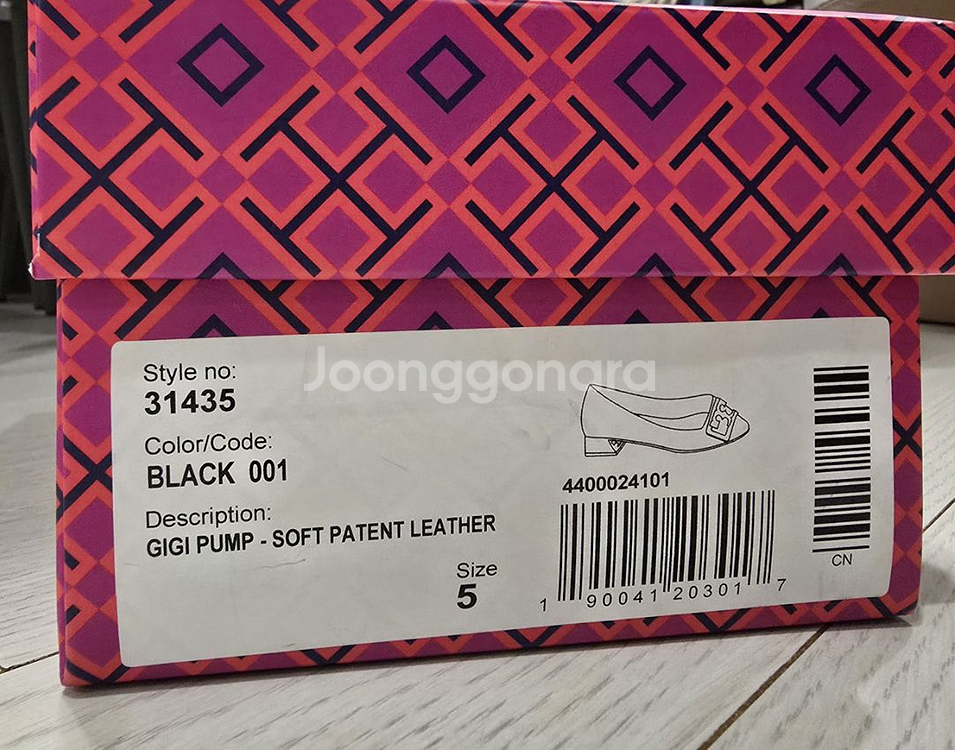 Joonggonara
Style no:
31435
Color/Code:
BLACK 001
Description:
GIGI PUMP - SOFT PATENT LEATHER
Size
5
4400024101
1 90041 20301 7
CN